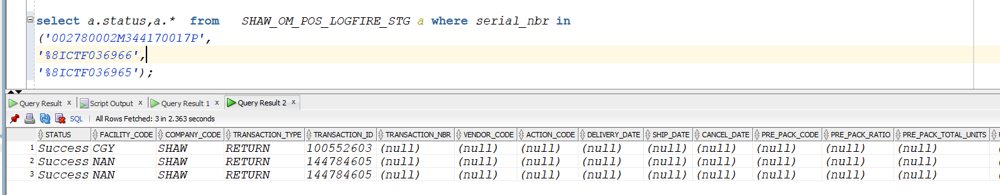 select a.status,a.* from SHAW_OM_POS_LOGFIRE_STG a where serial_nbr in
('002780002M344170017P',
'%8ICTF036966',
'%8ICTF036965');
Query Result x Script Output x Query Result 1 x Query Result 2 x
SQL | All Rows Fetched: 3 in 2.363 seconds
STATUS FACILITY_CODE COMPANY_CODE TRANSACTION_TYPE TRANSACTION_ID TRANSACTION_NBR VENDOR_CODE ACTION_CODE DELIVERY_DATE SHIP_DATE CANCEL_DATE PRE_PACK_CODE PRE_PACK_RATIO PRE_PACK_TOTAL_UNITS
1 Success CGY SHAW RETURN 100552603 (null) (null) (null) (null) (null) (null) (null) (null) (null)
2 Success NAN SHAW RETURN 144784605 (null) (null) (null) (null) (null) (null) (null) (null) (null)
3 Success NAN SHAW RETURN 144784605 (null) (null) (null) (null) (null) (null) (null) (null) (null)